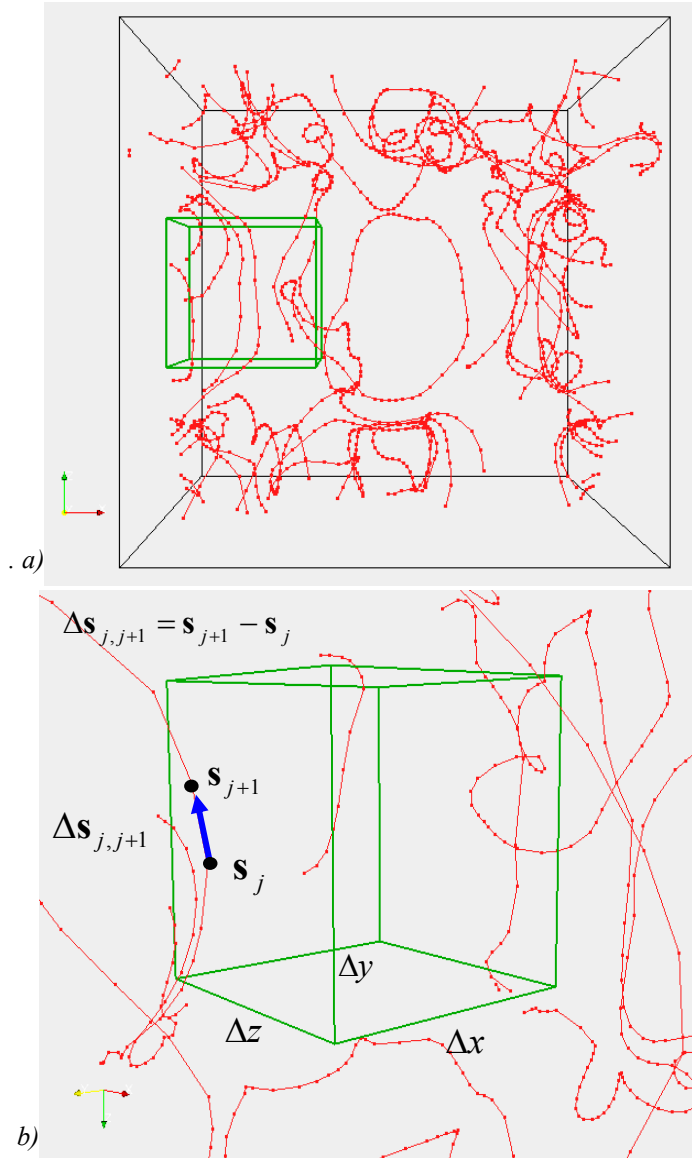 . a)
Δs_{j,j+1} = s_{j+1} − s_j
s_{j+1}
Δs_{j,j+1}
s_j
Δy
Δz
Δx
b)